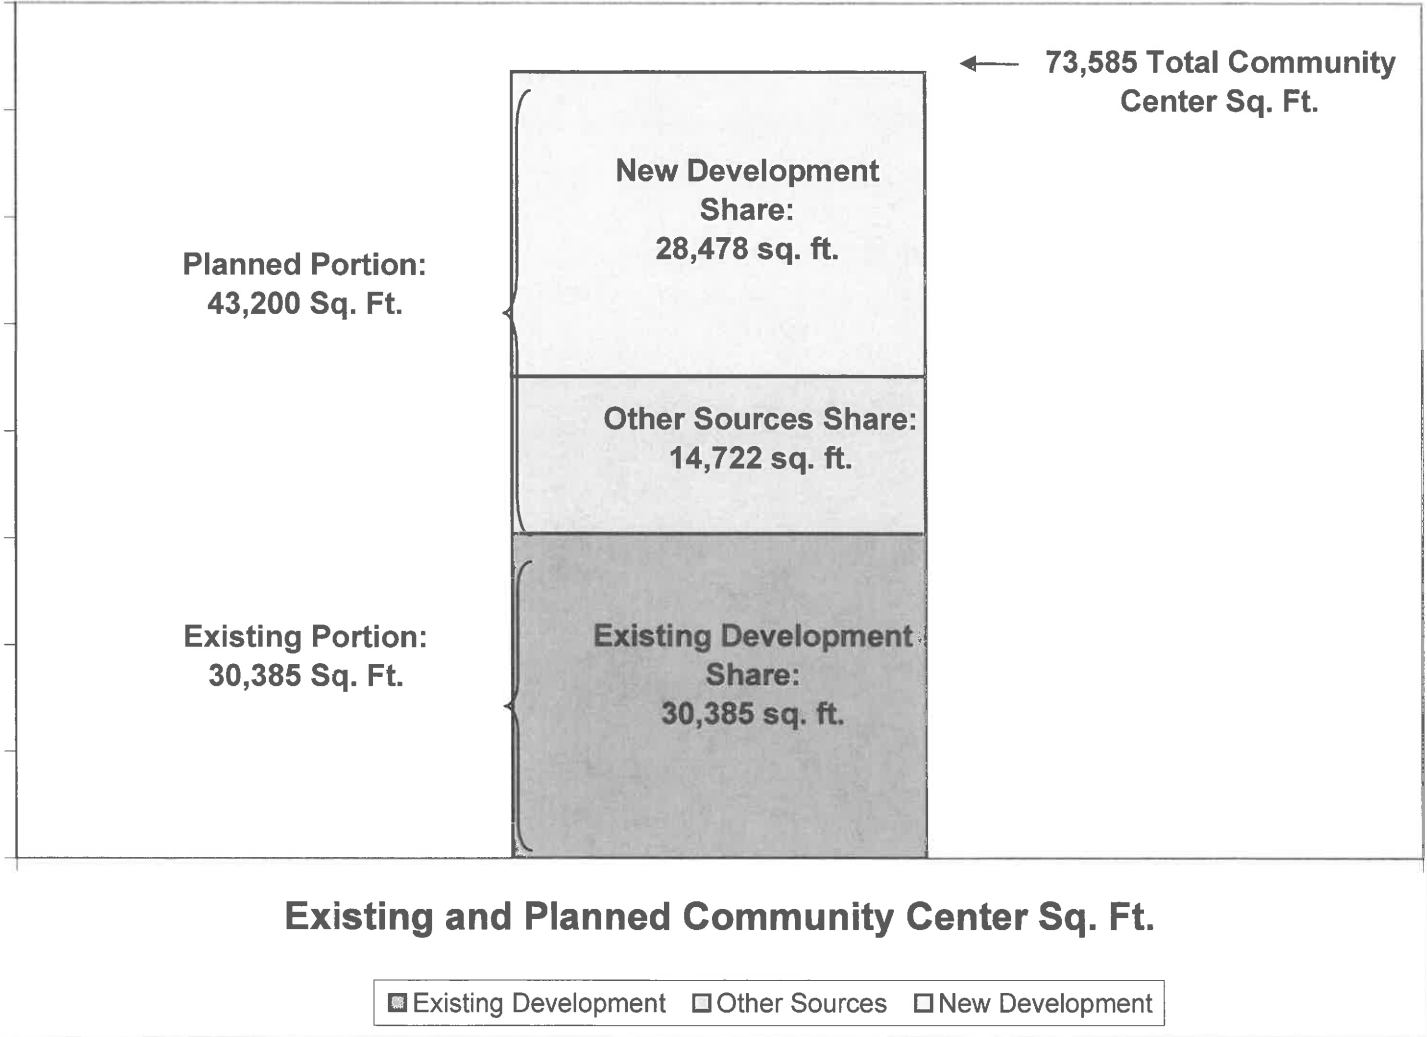 73,585 Total Community
Center Sq. Ft.
New Development
Share:
28,478 sq. ft.
Planned Portion:
43,200 Sq. Ft.
Other Sources Share:
14,722 sq. ft.
Existing Portion:
30,385 Sq. Ft.
Existing Development
Share:
30,385 sq. ft.
Existing and Planned Community Center Sq. Ft.
Existing Development Other Sources New Development